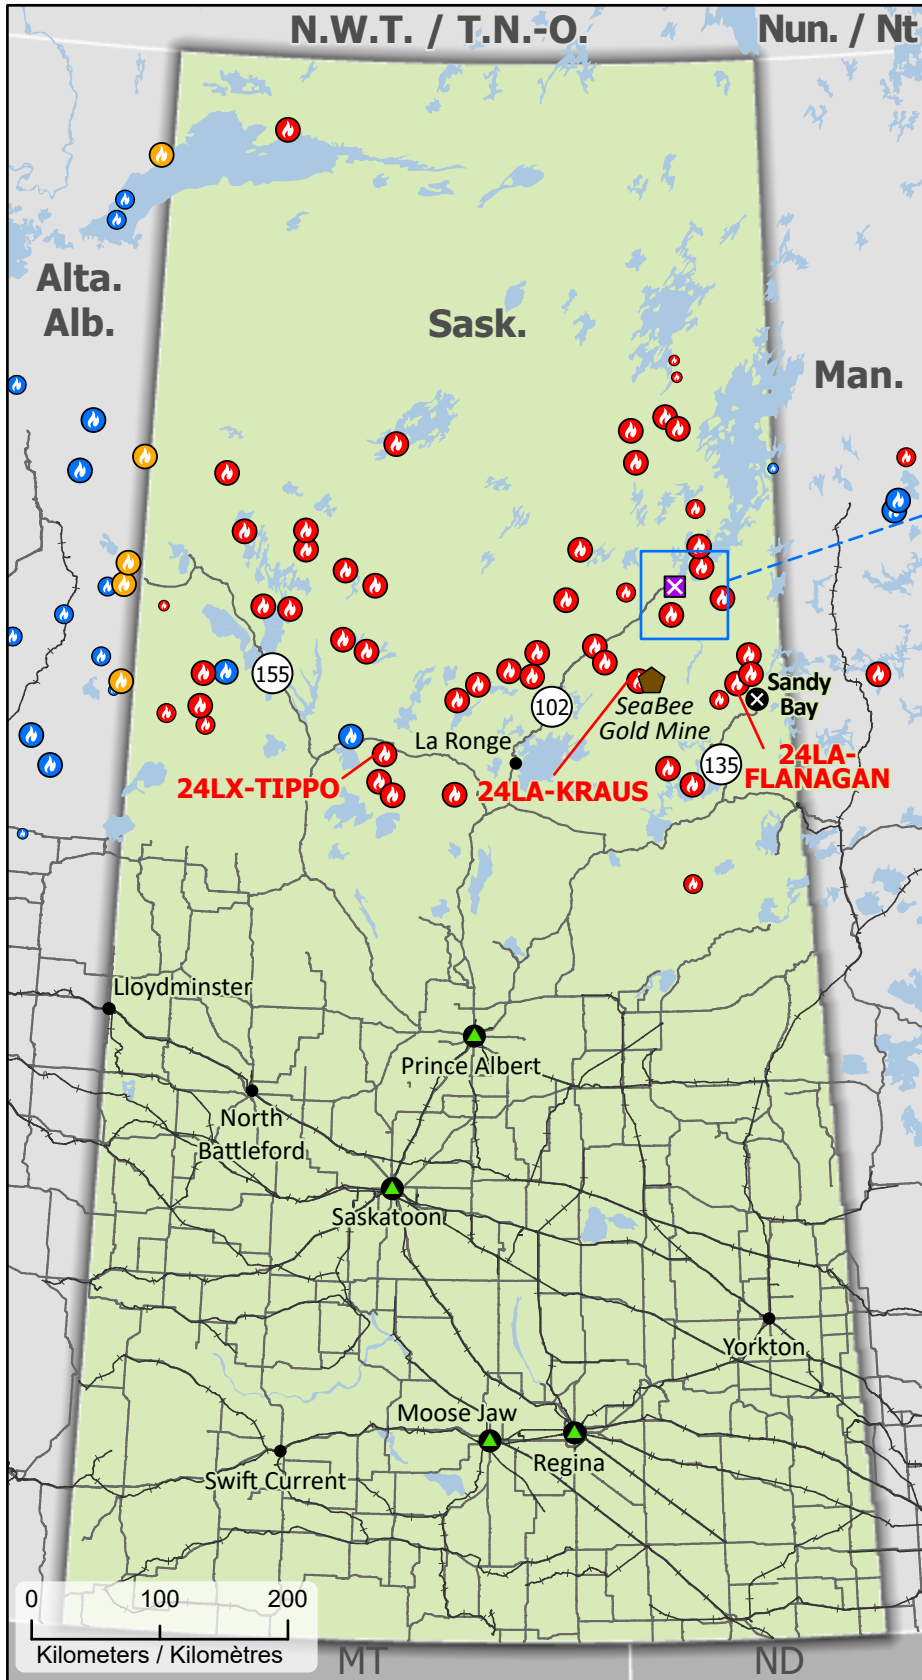 N.W.T. / T.N.-O.
Nun. / Nt
Alta.
Alb.
Sask.
Man.
155
102
SeaBee
Gold Mine
Sandy
Bay
La Ronge
135
24LX-TIPPO
24LA-KRAUS
24LA-
FLANAGAN
Lloydminster
Prince Albert
North
Battleford
Saskatoon
Yorkton
Moose Jaw
Regina
Swift Current
0 100 200
Kilometers / Kilomètres
MT
ND